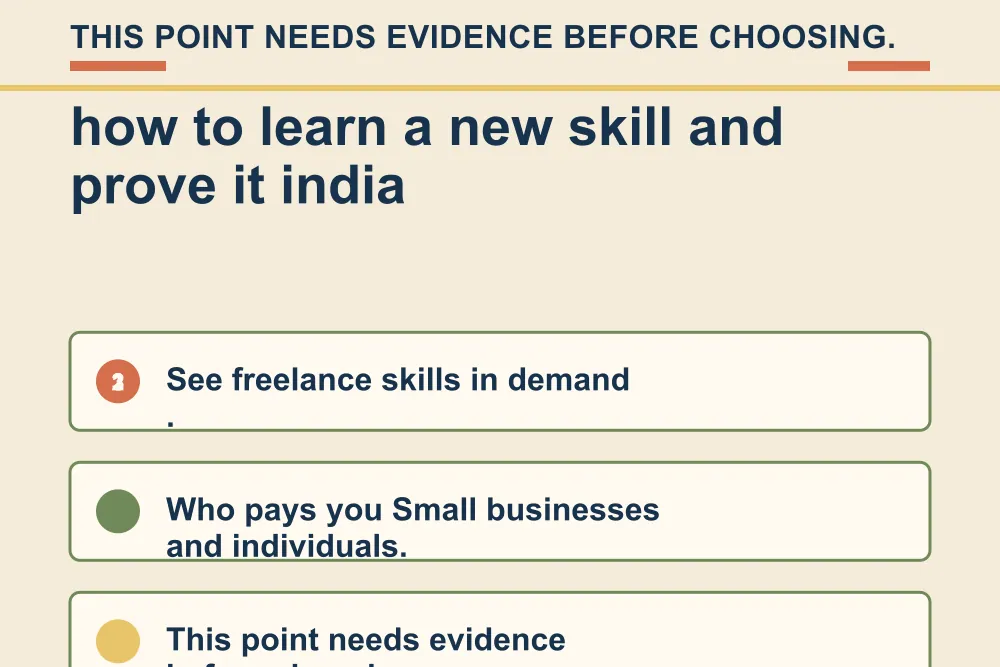 THIS POINT NEEDS EVIDENCE BEFORE CHOOSING.
how to learn a new skill and
prove it india
See freelance skills in demand
.
Who pays you Small businesses
and individuals.
This point needs evidence